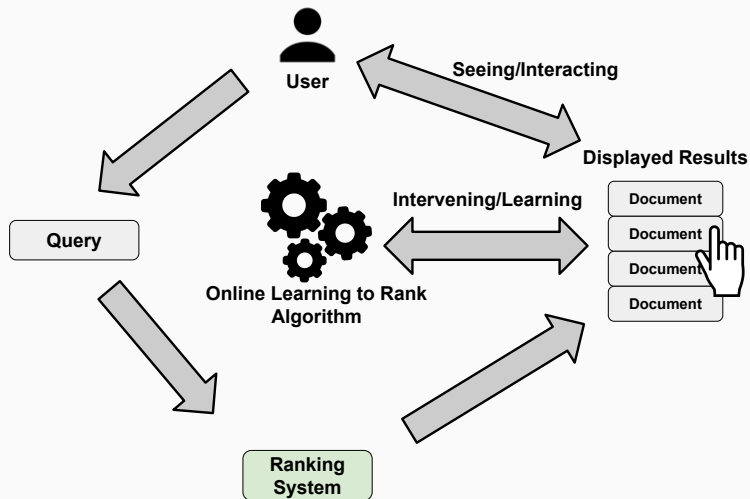 User
Seeing/Interacting
Displayed Results
Document
Document
Document
Document
Intervening/Learning
Query
Online Learning to Rank
Algorithm
Ranking
System